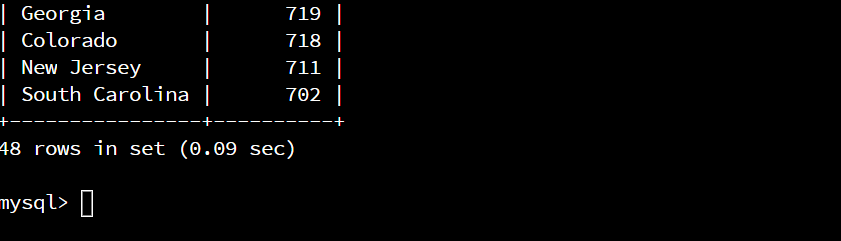 | Georgia        |      719 |
| Colorado       |      718 |
| New Jersey     |      711 |
| South Carolina |      702 |
+----------------+----------+
48 rows in set (0.09 sec)
mysql>